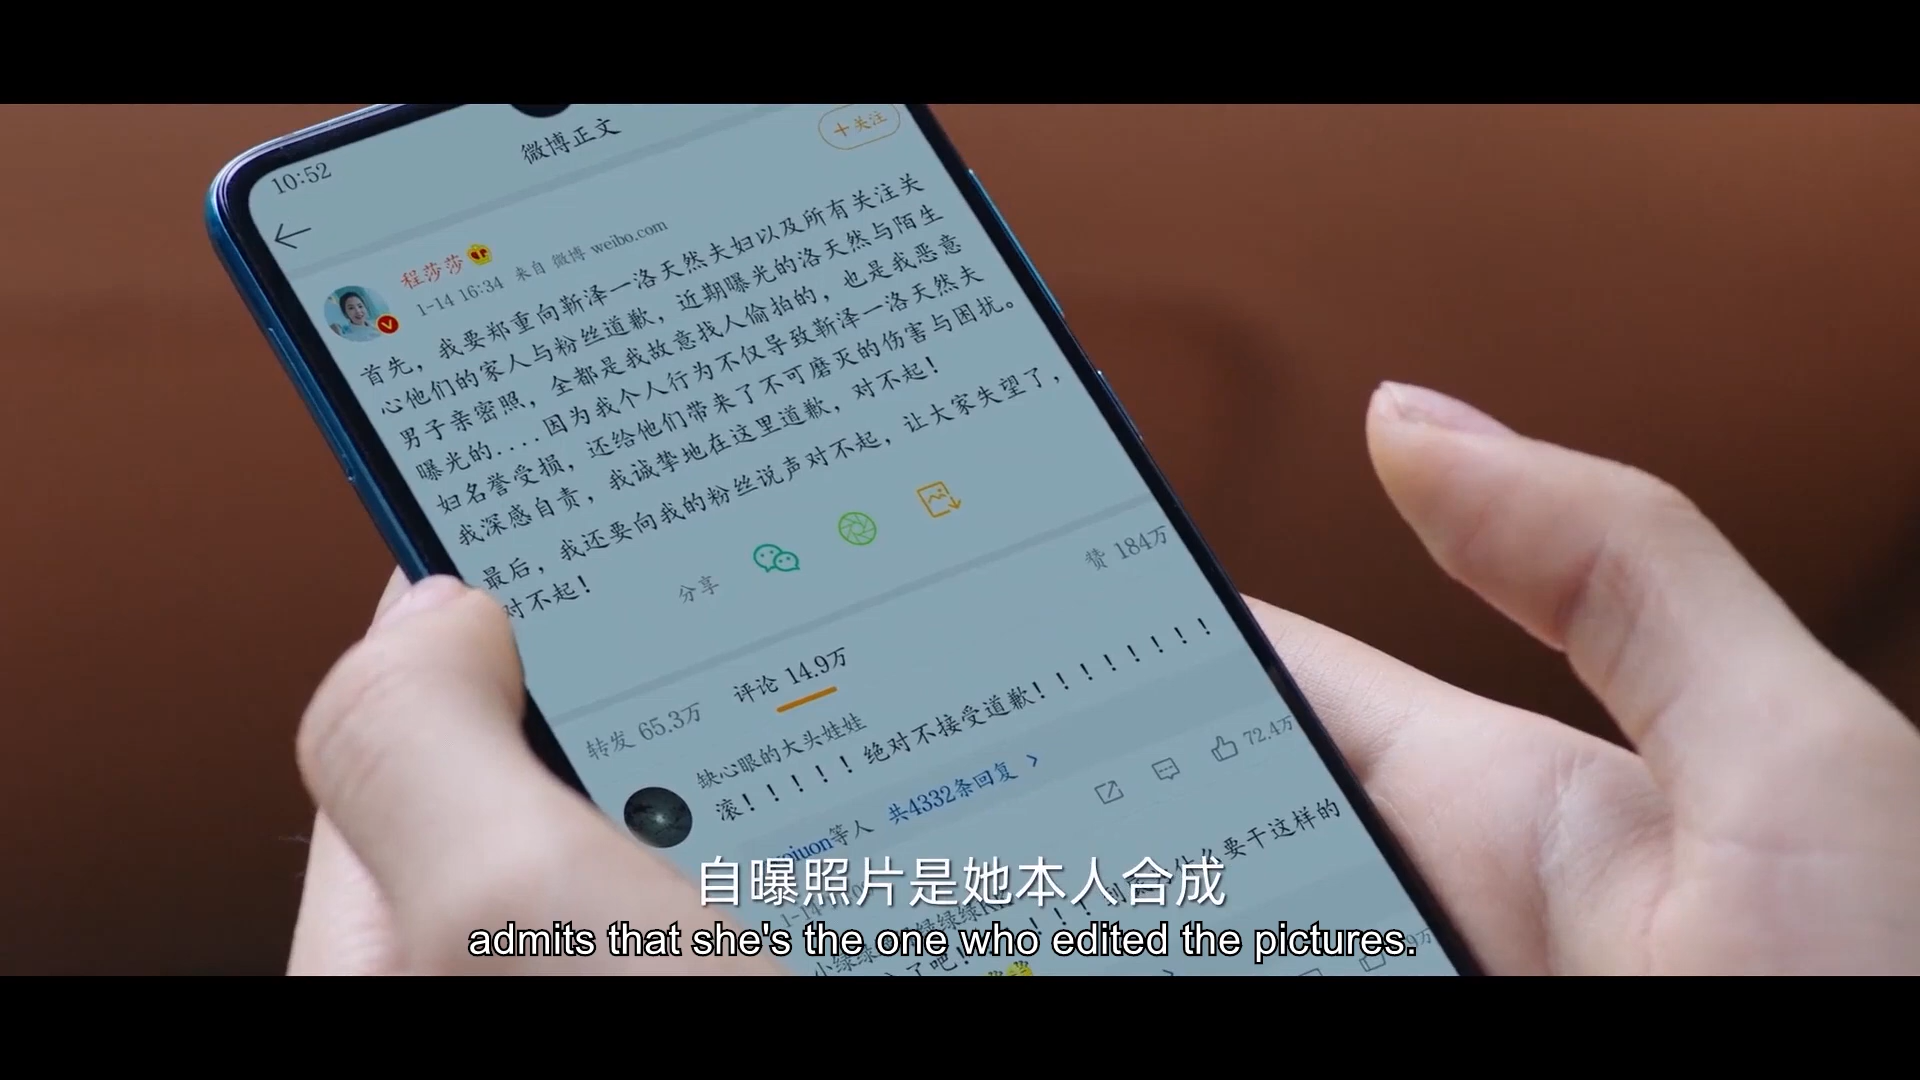 10:52
微博正文
+关注
程莎莎
1-14 16:34 来自 微博 weibo.com
首先，我要郑重向靳泽一洛天然夫妇以及所有关注关
心他们的家人与粉丝道歉，近期曝光的洛天然与陌生
男子亲密照，全都是我故意找人偷拍的，也是我恶意
曝光的....因为我个人行为不仅导致靳泽一洛天然夫
妇名誉受损，还给他们带来了不可磨灭的伤害与困扰。
我深感自责，我诚挚地在这里道歉，对不起！
最后，我还要向我的粉丝说声对不起，让大家失望了，
对不起！
分享
转发 65.3万
评论 14.9万
赞 184万
缺心眼的大头娃娃
滚！！！！！绝对不接受道歉！！！！！！！！
等人 共4332条回复
72.4万
什么要干这样的
自曝照片是她本人合成
admits that she's the one who edited the pictures.